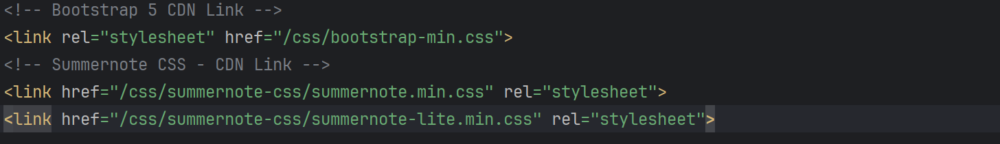 <!-- Bootstrap 5 CDN Link -->
<link rel="stylesheet" href="/css/bootstrap-min.css">
<!-- Summernote CSS - CDN Link -->
<link href="/css/summernote-css/summernote.min.css" rel="stylesheet">
<link href="/css/summernote-css/summernote-lite.min.css" rel="stylesheet">